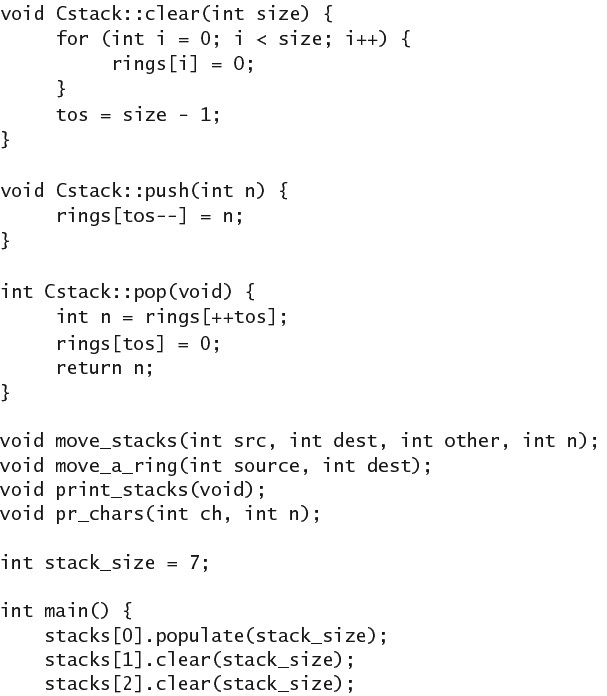 void Cstack::clear(int size) {
     for (int i = 0; i < size; i++) {
          rings[i] = 0;
     }
     tos = size - 1;
}

void Cstack::push(int n) {
     rings[tos--] = n;
}

int Cstack::pop(void) {
     int n = rings[++tos];
     rings[tos] = 0;
     return n;
}

void move_stacks(int src, int dest, int other, int n);
void move_a_ring(int source, int dest);
void print_stacks(void);
void pr_chars(int ch, int n);

int stack_size = 7;

int main() {
    stacks[0].populate(stack_size);
    stacks[1].clear(stack_size);
    stacks[2].clear(stack_size);